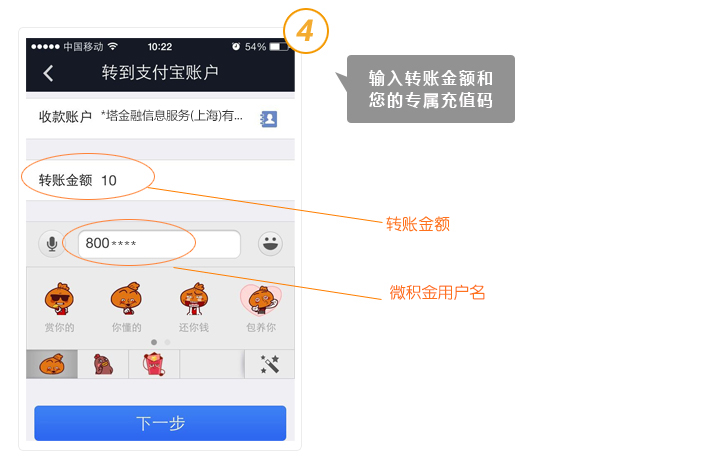 4
中国移动 10:22 54%
转到支付宝账户
输入转账金额和
您的专属充值码
收款账户 *塔金融信息服务(上海)有...
转账金额 10
转账金额
800****
微积金用户名
赏你的 你懂的 还你钱 包养你
下一步